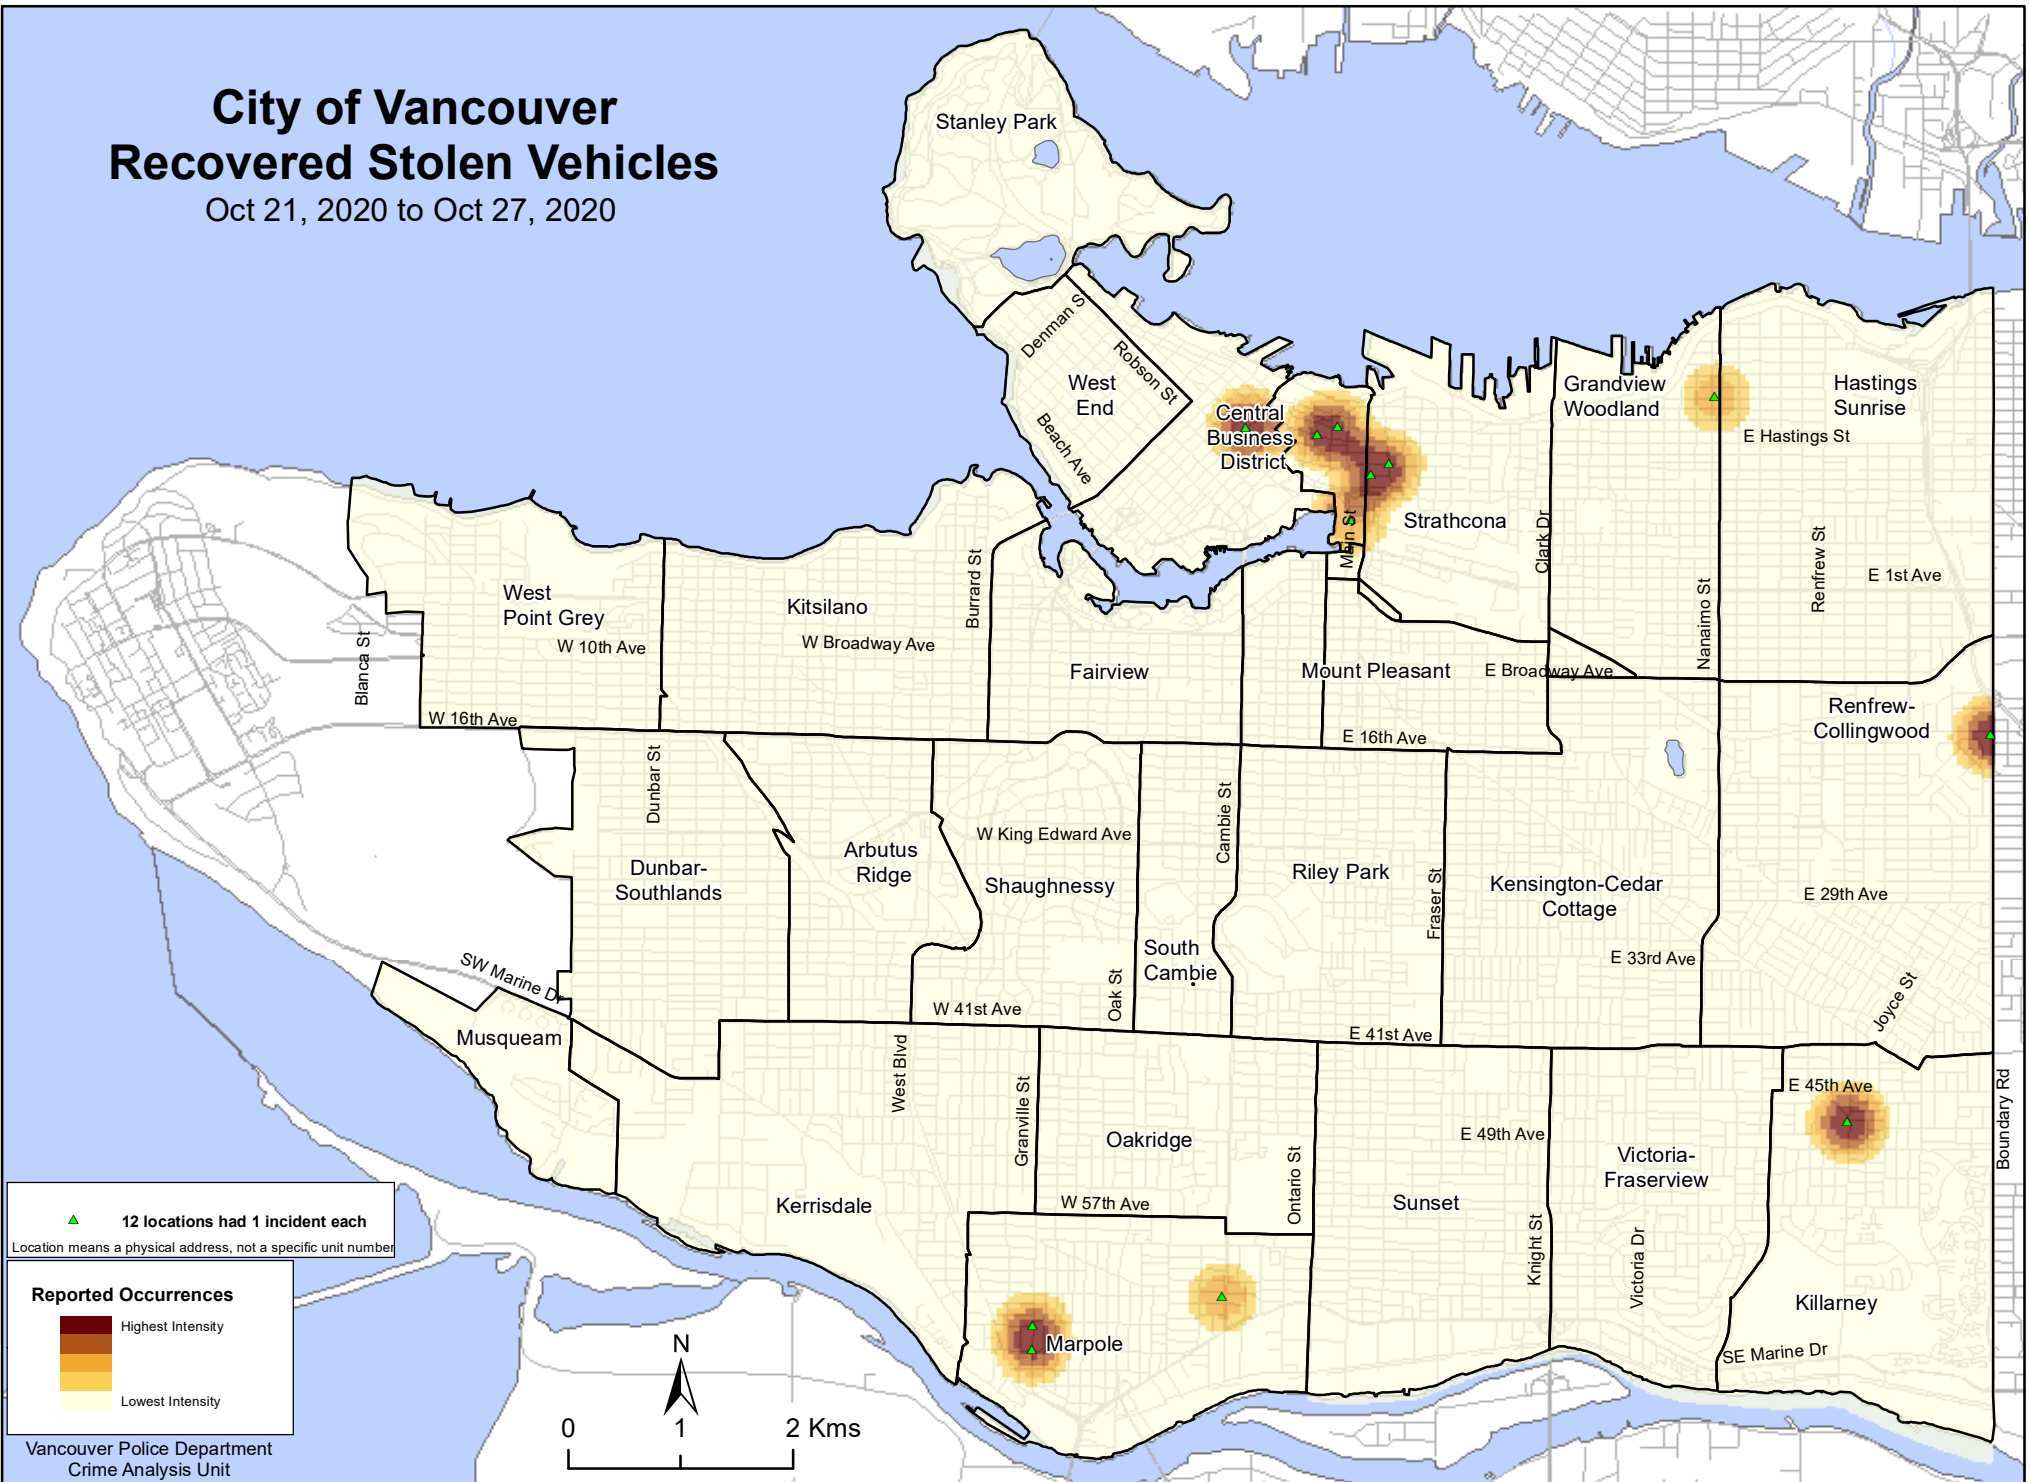 City of Vancouver
Recovered Stolen Vehicles
Oct 21, 2020 to Oct 27, 2020
Stanley Park
Denman S
Robson St
West
End
Beach Ave
Central
Business
District
Main St
Strathcona
Clark Dr
Grandview
Woodland
Hastings
Sunrise
E Hastings St
Nanaimo St
Renfrew St
E 1st Ave
West
Point Grey
W 10th Ave
Blanca St
W 16th Ave
Kitsilano
W Broadway Ave
Burrard St
Fairview
Mount Pleasant
E Broadway Ave
E 16th Ave
Renfrew-
Collingwood
Dunbar St
Dunbar-
Southlands
Arbutus
Ridge
W King Edward Ave
Shaughnessy
Cambie St
South
Cambie
Oak St
Riley Park
Fraser St
Kensington-Cedar
Cottage
E 29th Ave
E 33rd Ave
Joyce St
SW Marine Dr
Musqueam
W 41st Ave
E 41st Ave
West Blvd
Granville St
Oakridge
W 57th Ave
Ontario St
E 49th Ave
Sunset
Knight St
Victoria-
Fraserview
Victoria Dr
E 45th Ave
Boundary Rd
Killarney
SE Marine Dr
Kerrisdale
Marpole
12 locations had 1 incident each
Location means a physical address, not a specific unit number
Reported Occurrences
Highest Intensity
Lowest Intensity
Vancouver Police Department
Crime Analysis Unit
N
0 1 2 Kms